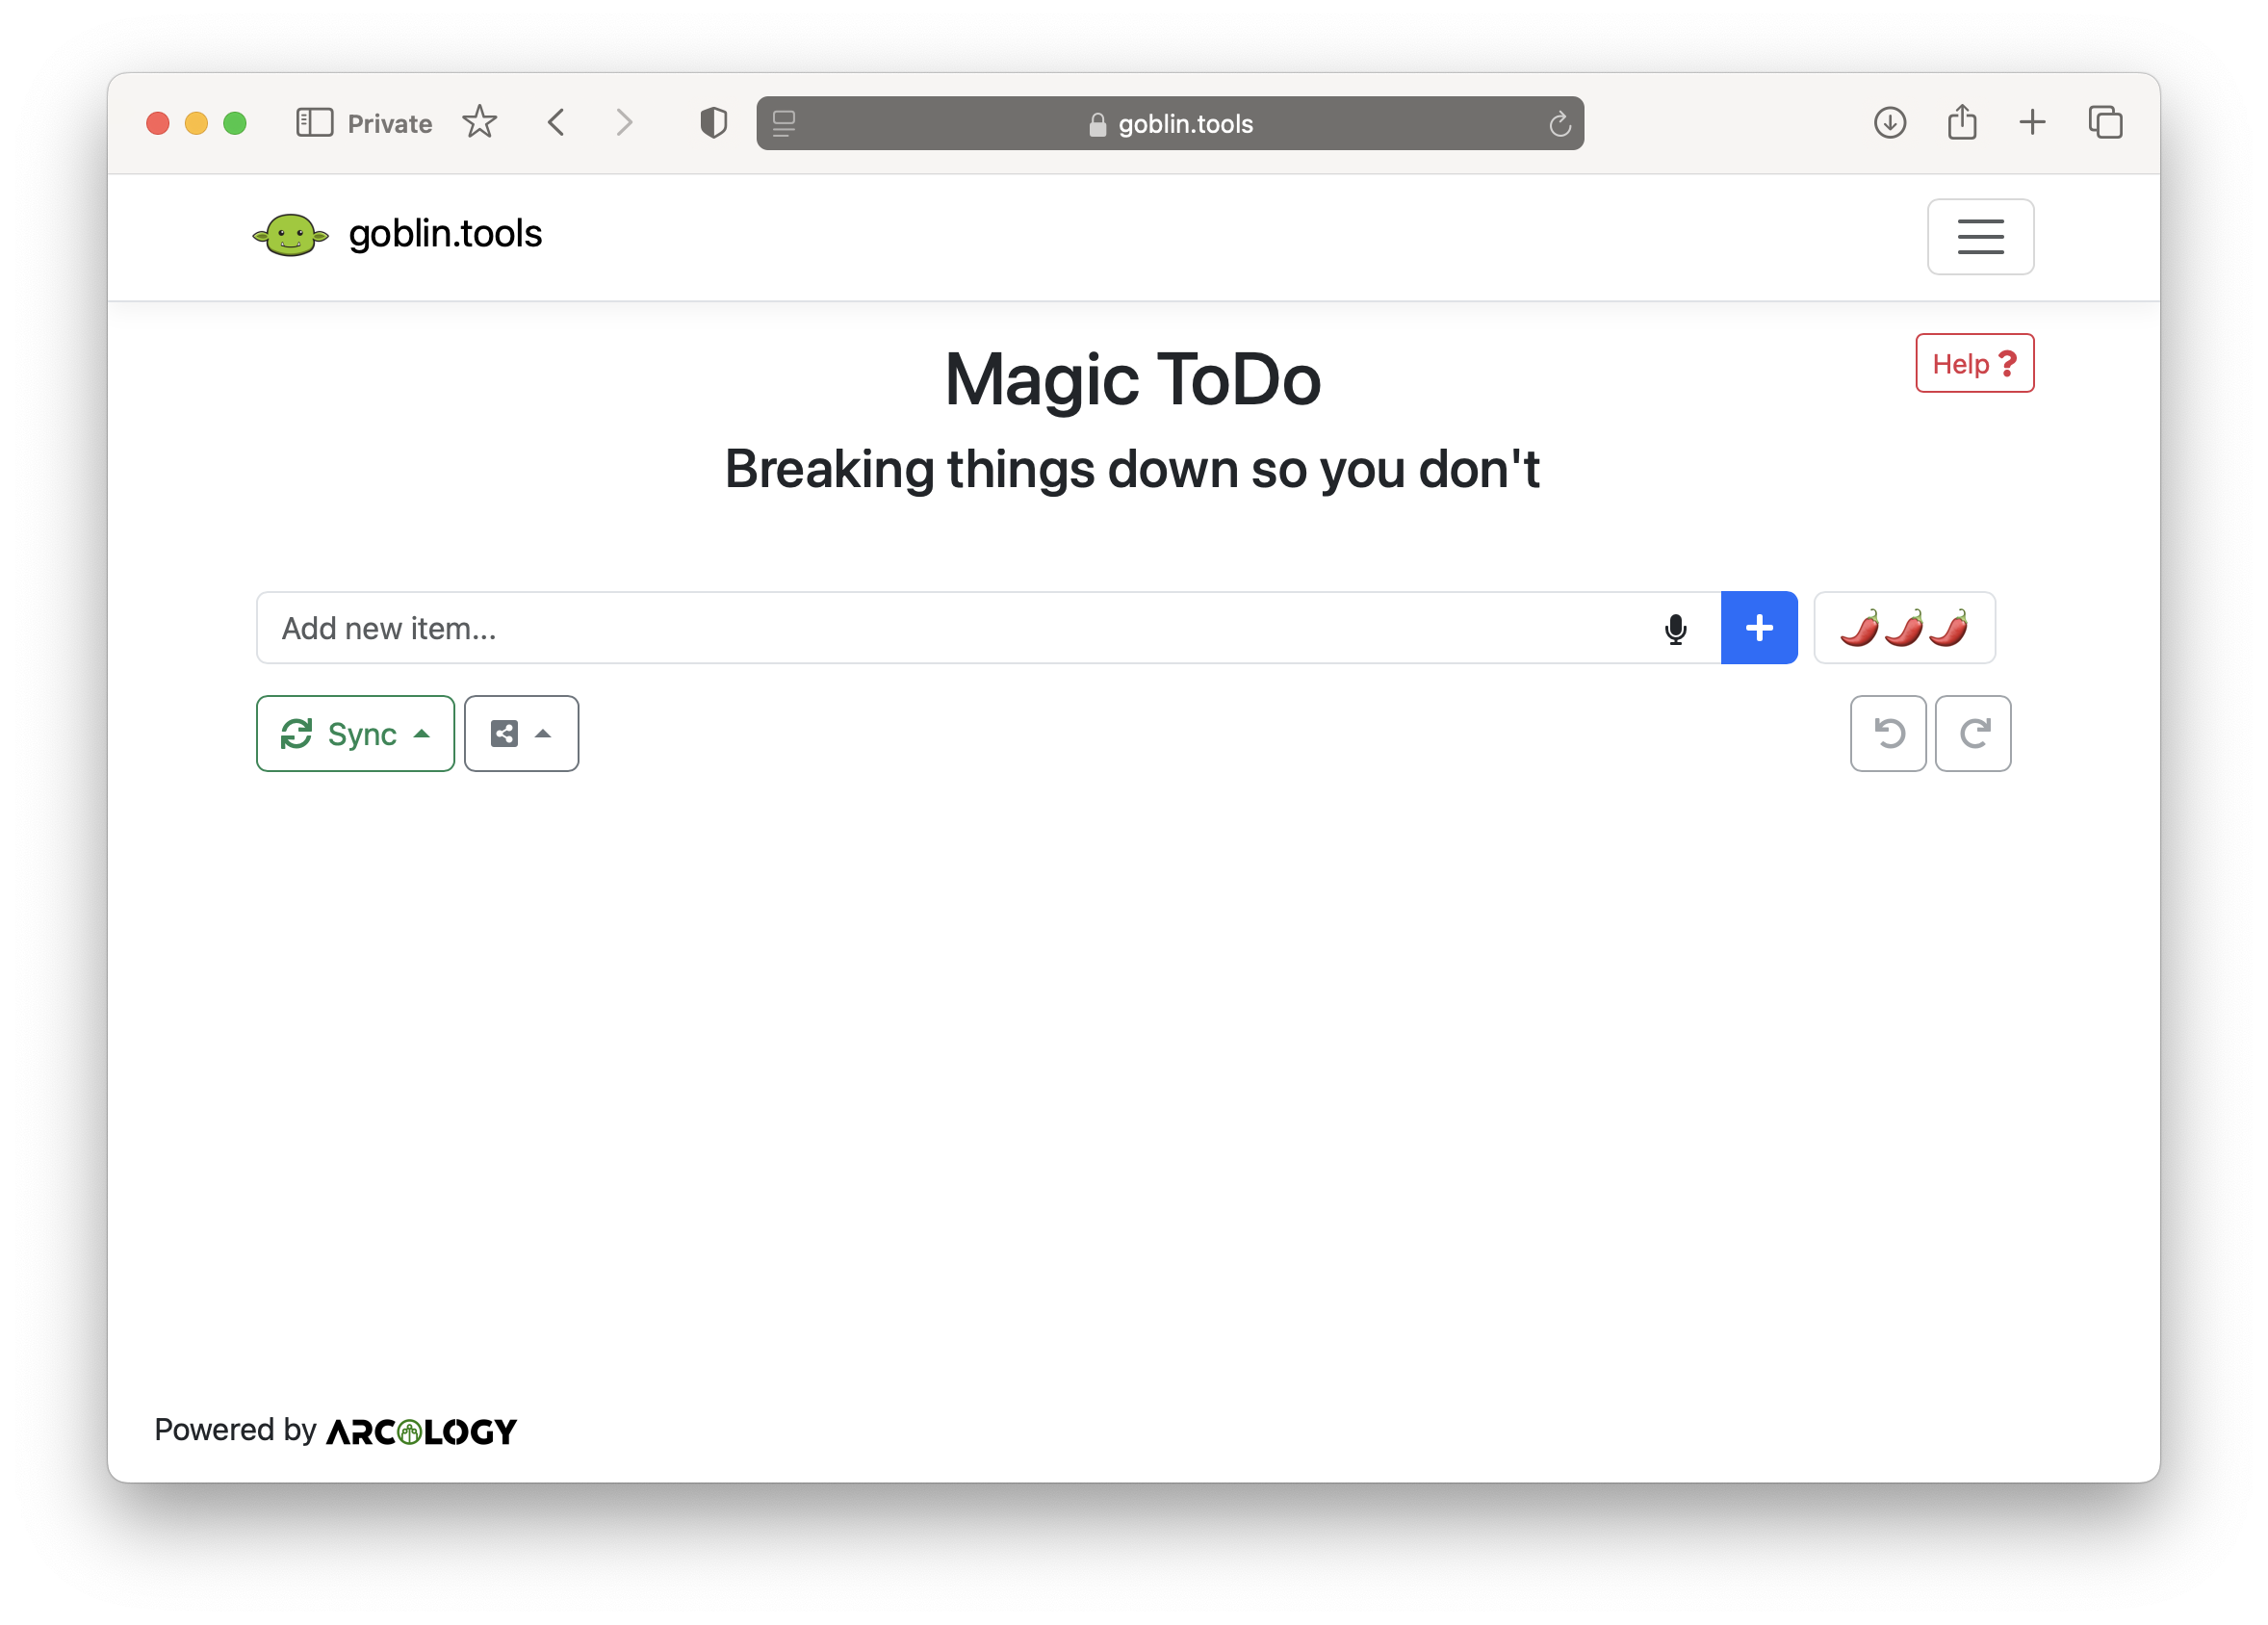 Private
goblin.tools
goblin.tools
Help ?
Magic ToDo
Breaking things down so you don't
Add new item...
Sync
Powered by ARCOLOGY